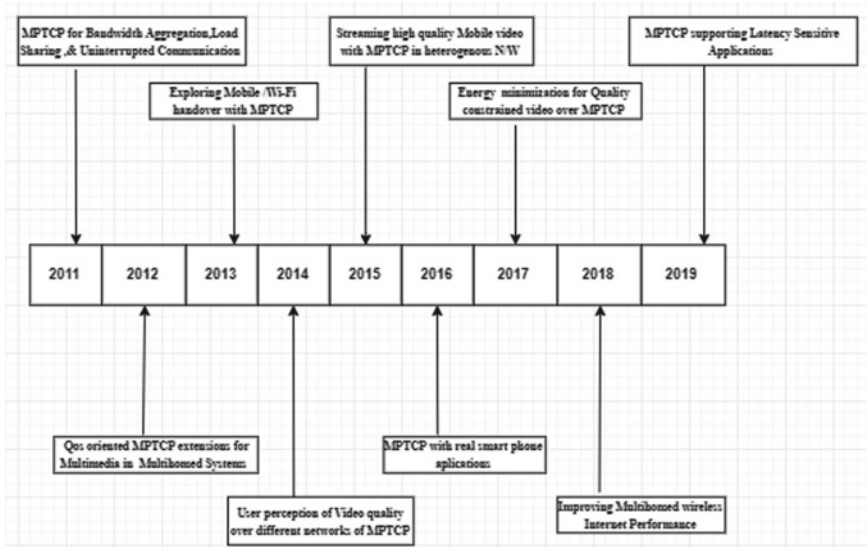 MPTCP for Bandwidth Aggregation,Load
Sharing ,& Uninterrupted Communication
Streaming high quality Mobile video
with MPTCP in heterogenous N/W
MPTCP supporting Latency Sensitive
Applications
Exploring Mobile /Wi-Fi
handover with MPTCP
Energy minimization for Quality
constrained video over MPTCP
2011 2012 2013 2014 2015 2016 2017 2018 2019
Qos oriented MPTCP extensions for
Multimedia in Multihomed Systems
MPTCP with real smart phone
aplications
User perception of Video quality
over different networks of MPTCP
Improving Multihomed wireless
Internet Performance